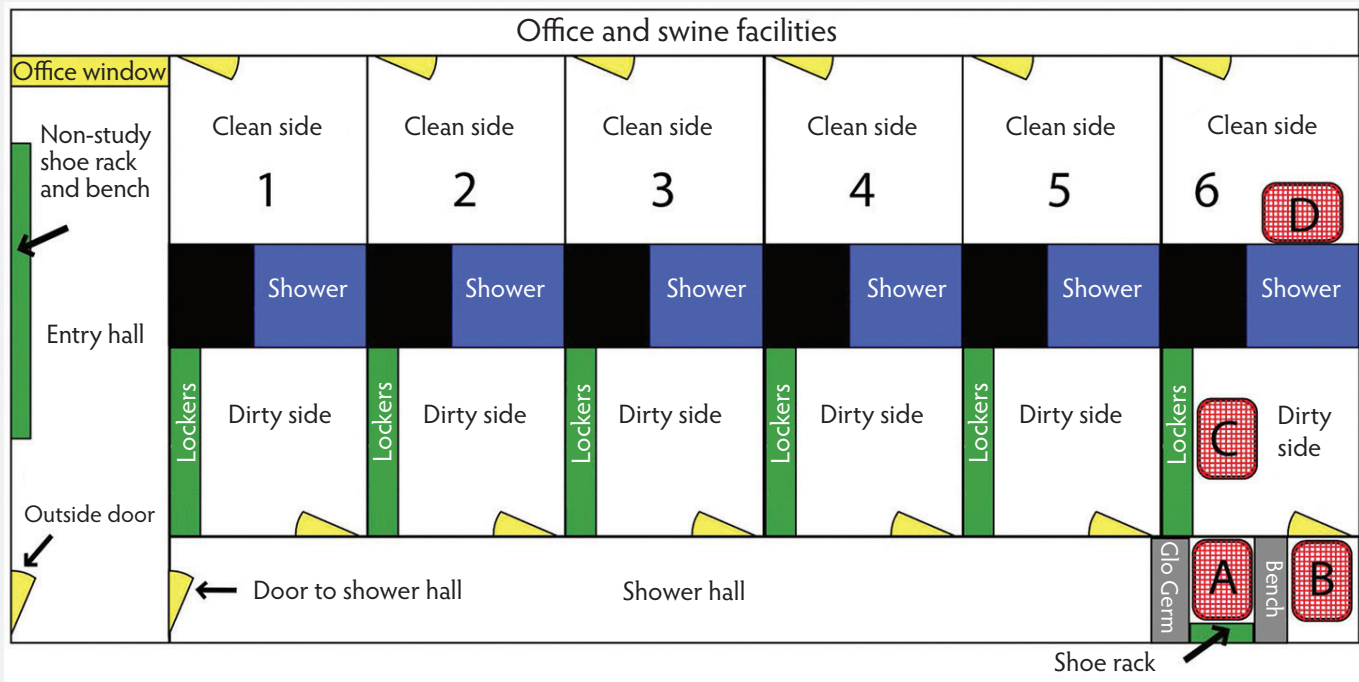 Office and swine facilities
Office window
Non-study
shoe rack
and bench
Entry hall
Outside door
Clean side
1
Clean side
2
Clean side
3
Clean side
4
Clean side
5
Clean side
6
D
Shower
Shower
Shower
Shower
Shower
Shower
Lockers
Dirty side
Lockers
Dirty side
Lockers
Dirty side
Lockers
Dirty side
Lockers
Dirty side
Lockers
C
Dirty
side
Door to shower hall
Shower hall
Glo Germ
A
Bench
B
Shoe rack